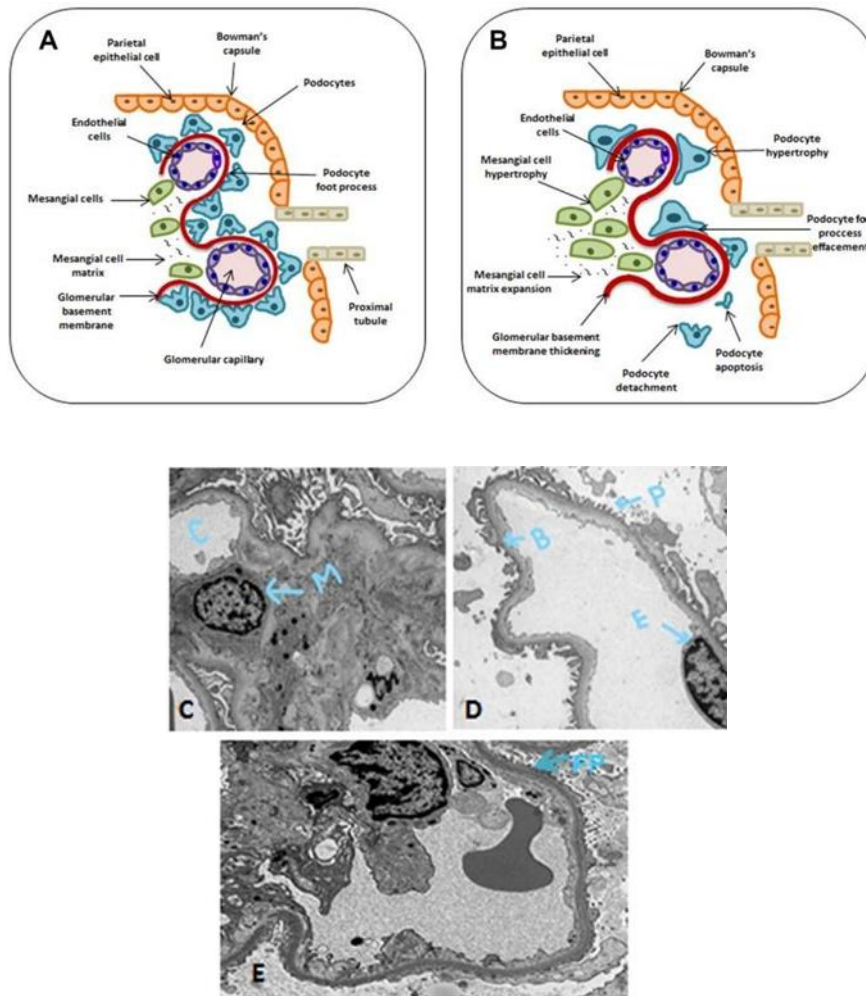 A
Parietal
epithelial cell
Bowman's
capsule
Podocytes
Endothelial
cells
Podocyte
foot process
Mesangial cells
Mesangial cell
matrix
Glomerular
basement
membrane
Proximal
tubule
Glomerular capillary
B
Parietal
epithelial cell
Bowman's
capsule
Endothelial
cells
Podocyte
hypertrophy
Mesangial cell
hypertrophy
Podocyte foo
proccess
effacement
Mesangial cell
matrix expansion
Glomerular basement
membrane thickening
Podocyte
apoptosis
Podocyte
detachment
C
M
C
P
B
E
D
FP
E